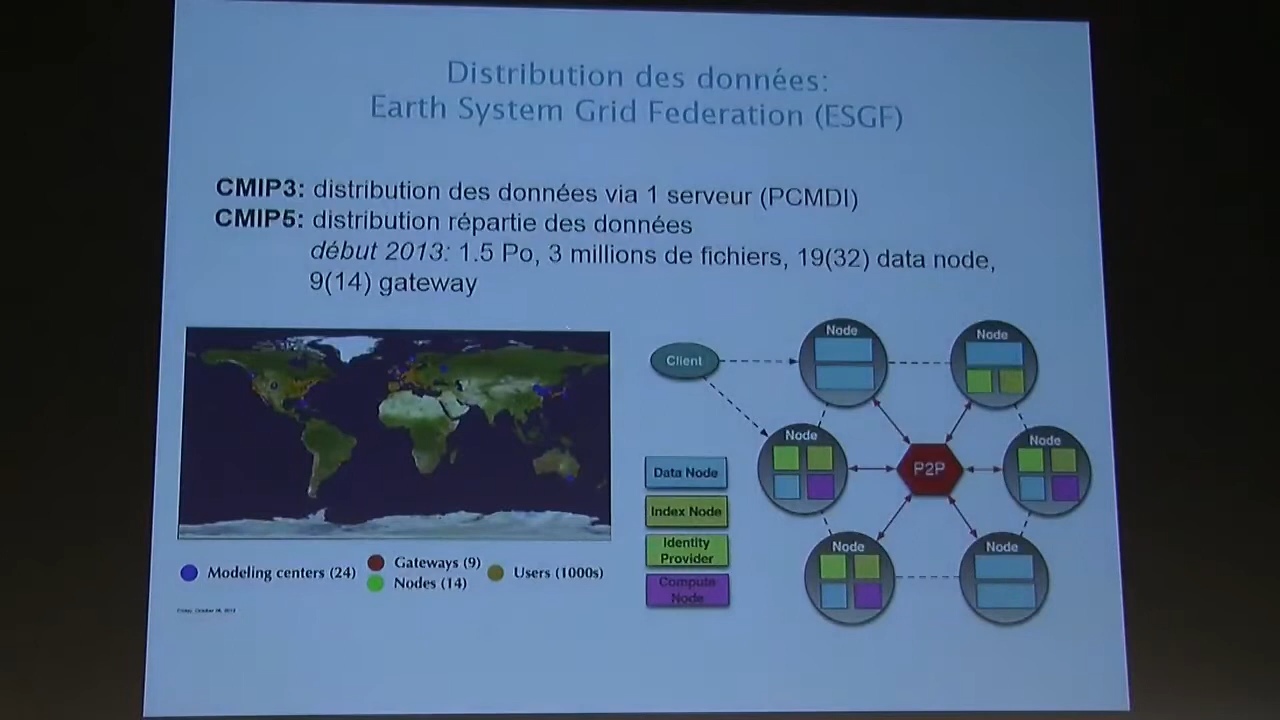 Distribution des données:
Earth System Grid Federation (ESGF)
CMIP3: distribution des données via 1 serveur (PCMDI)
CMIP5: distribution répartie des données
début 2013: 1.5 Po, 3 millions de fichiers, 19(32) data node,
9(14) gateway
Client
Node
Node
Node
Node
P2P
Node
Node
Data Node
Index Node
Identity
Provider
Compute
Node
Modeling centers (24)
Gateways (9)
Nodes (14)
Users (1000s)